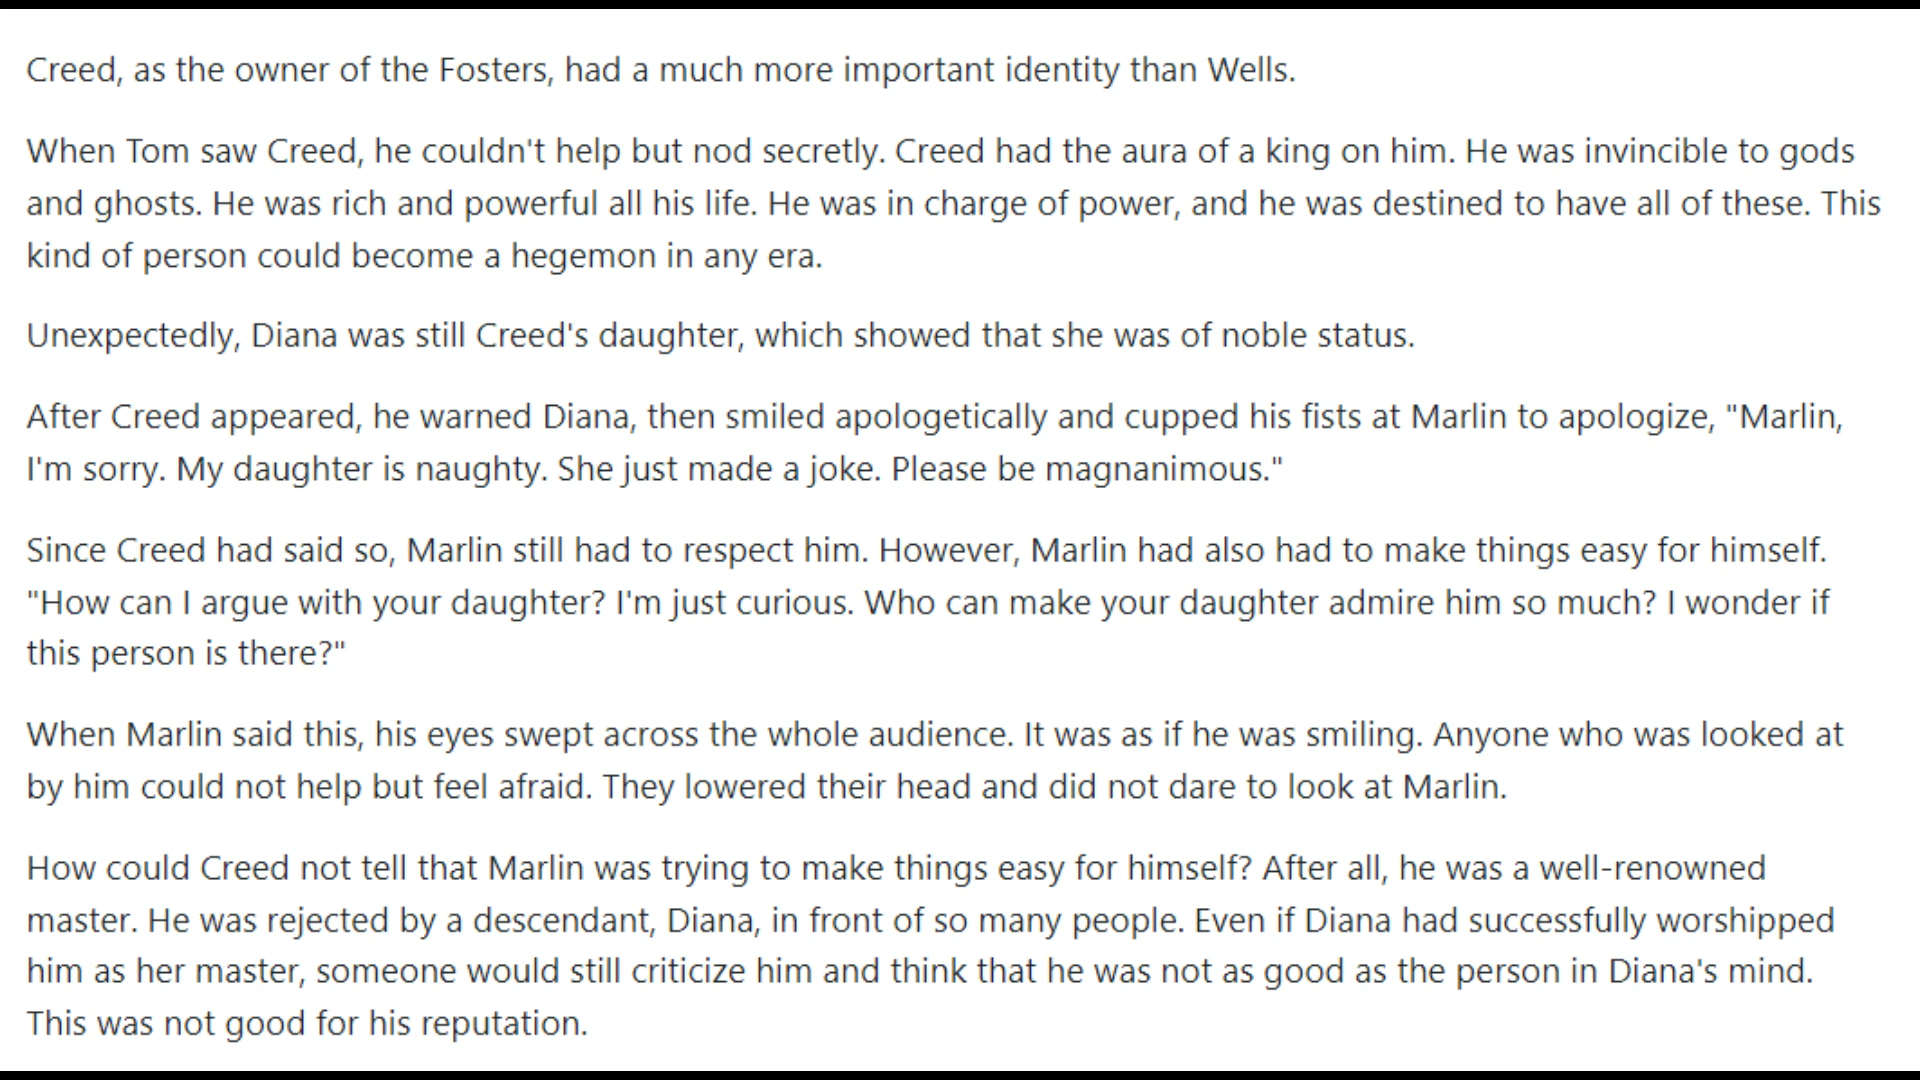 Creed, as the owner of the Fosters, had a much more important identity than Wells.
When Tom saw Creed, he couldn't help but nod secretly. Creed had the aura of a king on him. He was invincible to gods
and ghosts. He was rich and powerful all his life. He was in charge of power, and he was destined to have all of these. This
kind of person could become a hegemon in any era.
Unexpectedly, Diana was still Creed's daughter, which showed that she was of noble status.
After Creed appeared, he warned Diana, then smiled apologetically and cupped his fists at Marlin to apologize, "Marlin,
I'm sorry. My daughter is naughty. She just made a joke. Please be magnanimous."
Since Creed had said so, Marlin still had to respect him. However, Marlin had also had to make things easy for himself.
"How can I argue with your daughter? I'm just curious. Who can make your daughter admire him so much? I wonder if
this person is there?"
When Marlin said this, his eyes swept across the whole audience. It was as if he was smiling. Anyone who was looked at
by him could not help but feel afraid. They lowered their head and did not dare to look at Marlin.
How could Creed not tell that Marlin was trying to make things easy for himself? After all, he was a well-renowned
master. He was rejected by a descendant, Diana, in front of so many people. Even if Diana had successfully worshipped
him as her master, someone would still criticize him and think that he was not as good as the person in Diana's mind.
This was not good for his reputation.